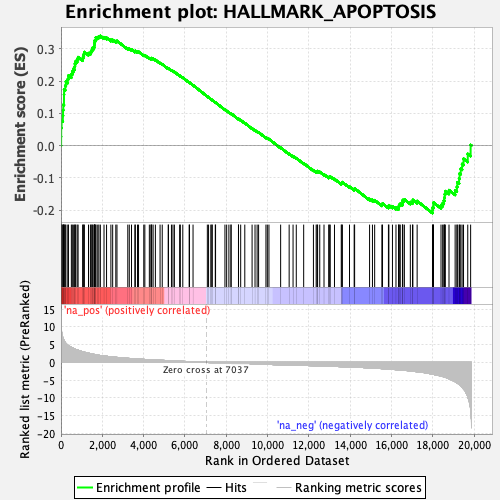 Enrichment plot: HALLMARK_APOPTOSIS
Enrichment score (ES)
0.3
0.2
0.1
0.0
-0.1
-0.2
'na_pos' (positively correlated)
Ranked list metric (PreRanked)
15
10
5
0
-5
-10
-15
-20
Zero cross at 7037
'na_neg' (negatively correlated)
0
2,000
4,000
6,000
8,000
10,000
12,000
14,000
16,000
18,000
20,000
Rank in Ordered Dataset
Enrichment profile
Hits
Ranking metric scores